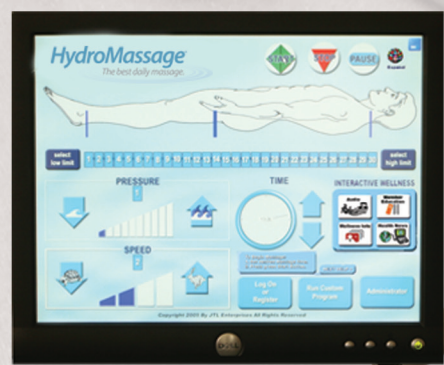 HydroMassage
The best daily massage.
START
STOP
PAUSE
select
low limit
1 2 3 4 5 6 7 8 9 10 11 12 13 14 15 16 17 18 19 20 21 22 23 24 25 26 27 28 29
select
high limit
PRESSURE
TIME
INTERACTIVE WELLNESS
SPEED
2
Log On
or
Register
Run Custom
Program
Administrator
Copyright 2005 By JTL Enterprises All Rights Reserved
DELL